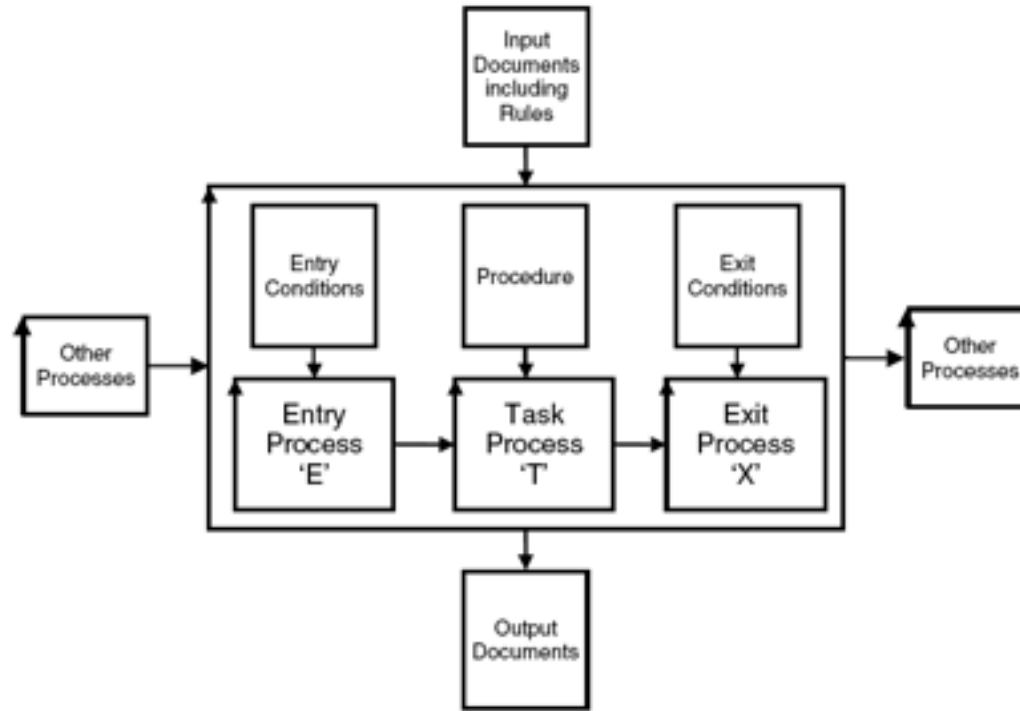 Input
Documents
including
Rules
Entry
Conditions
Procedure
Exit
Conditions
Other
Processes
Entry
Process
‘E’
Task
Process
‘T’
Exit
Process
‘X’
Other
Processes
Output
Documents